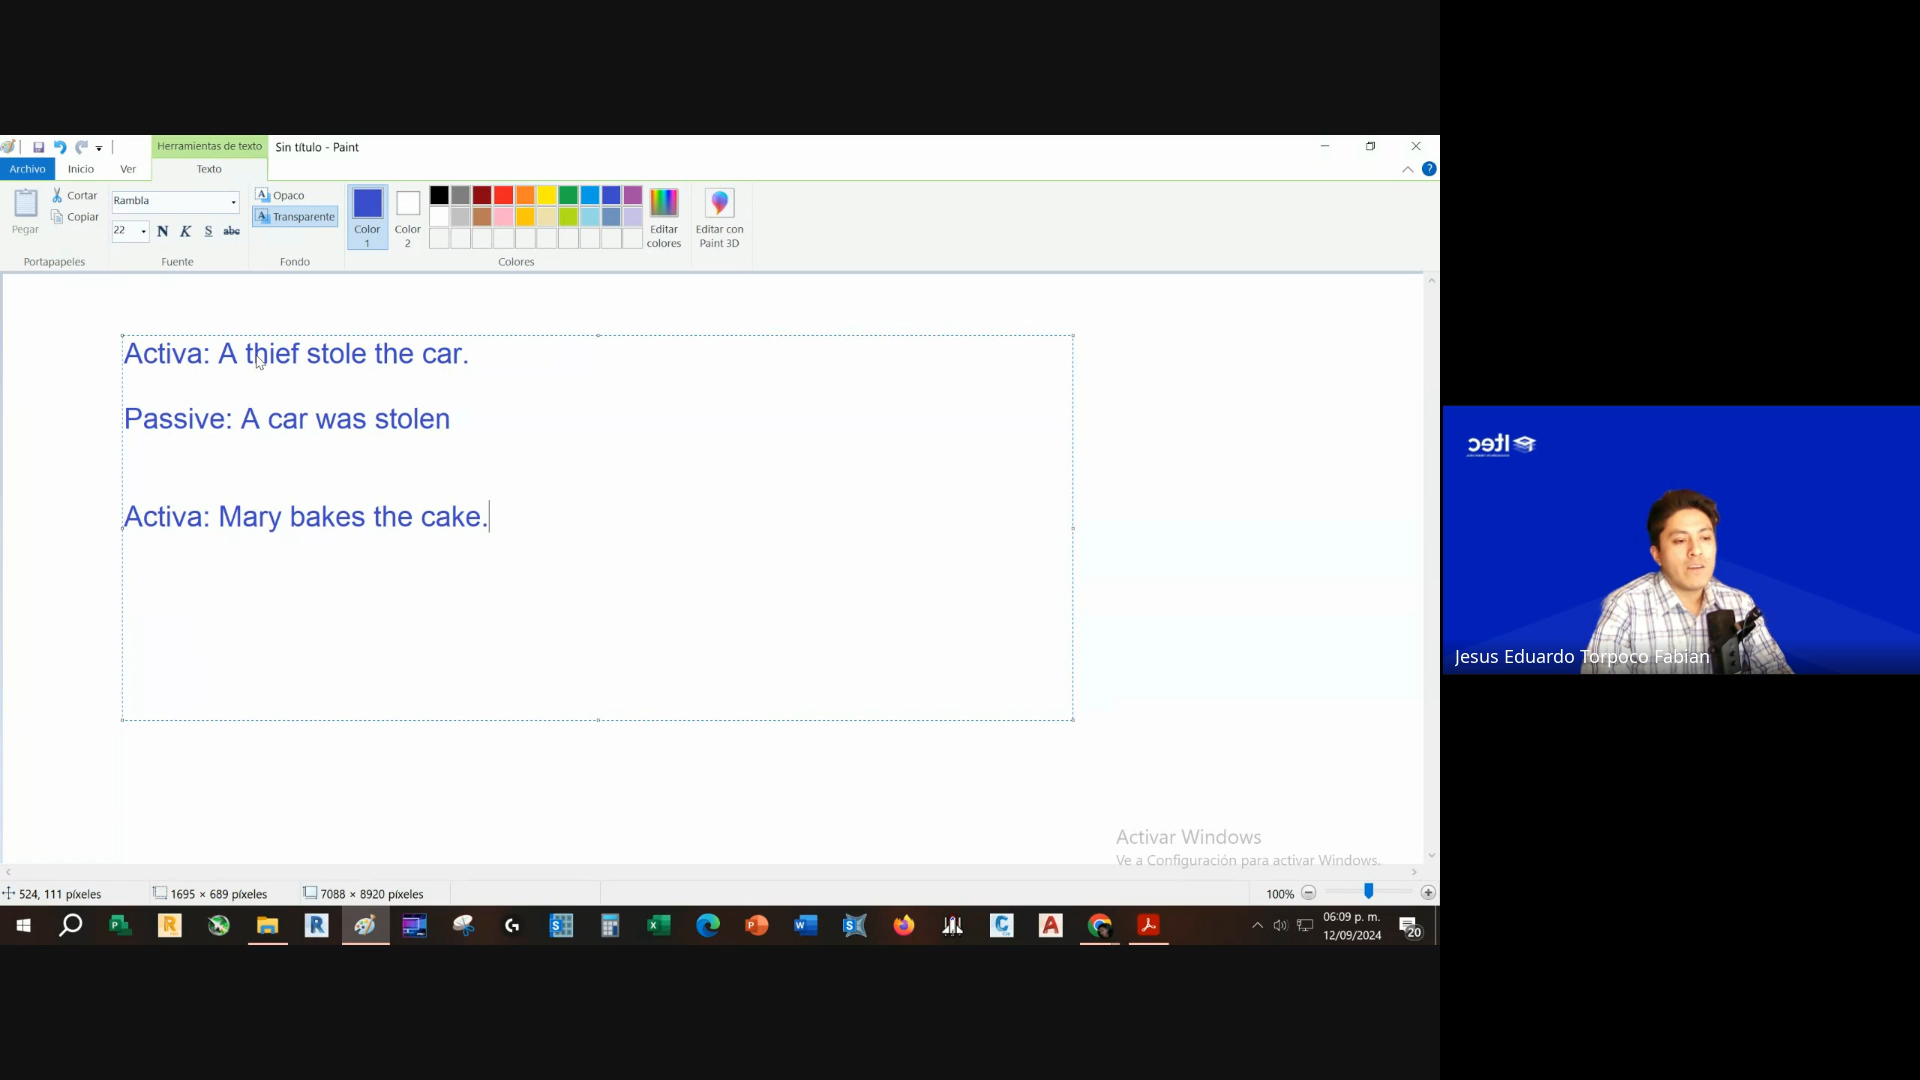 Herramientas de texto
Sin título - Paint
Archivo
Inicio
Ver
Texto
Pegar
Cortar
Copiar
Portapapeles
Rambla
22
N K S abc
Fuente
Opaco
Transparente
Fondo
Color
1
Color
2
Colores
Editar
colores
Editar con
Paint 3D
Activa: A thief stole the car.
Passive: A car was stolen
Activa: Mary bakes the cake.
Itec
Jesus Eduardo Torpoco Fabian
Activar Windows
Ve a Configuración para activar Windows.
524, 111 píxeles
1695 × 689 píxeles
7088 × 8920 píxeles
100%
06:09 p. m.
12/09/2024
20